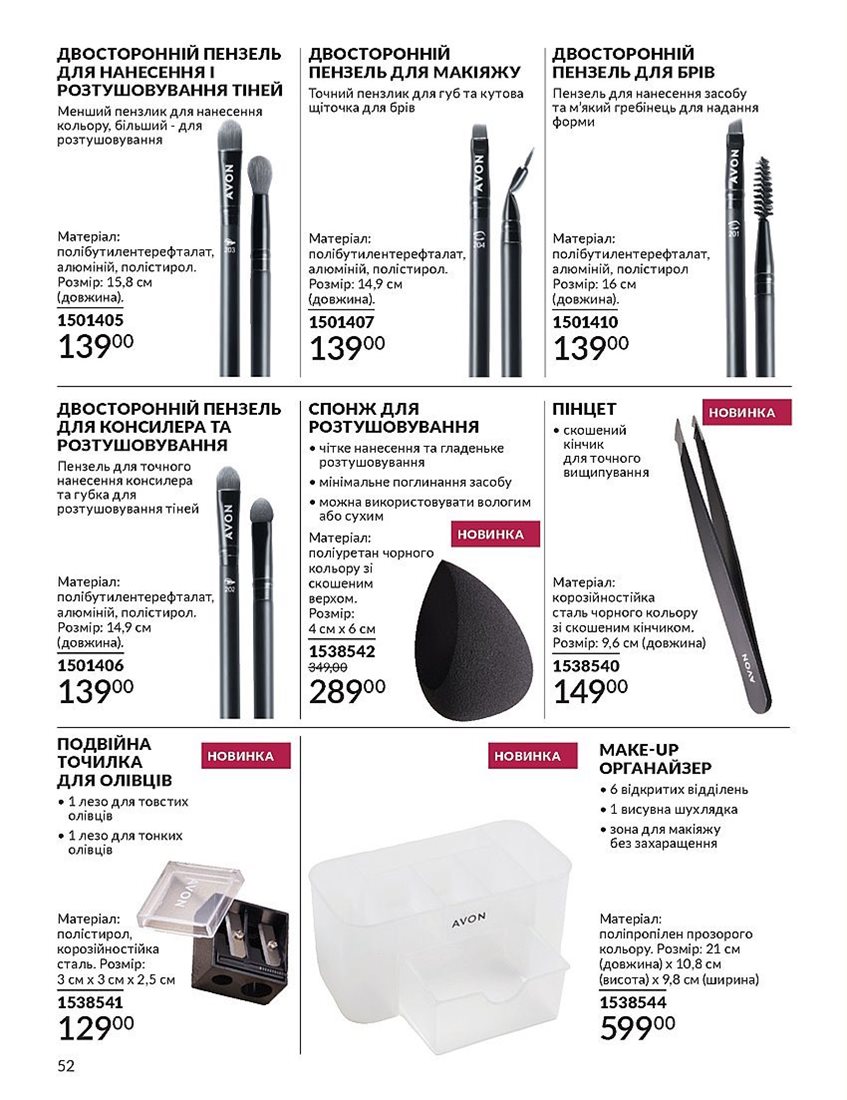 ДВОСТОРОННІЙ ПЕНЗЕЛЬ
ДЛЯ НАНЕСЕННЯ І
РОЗТУШОВУВАННЯ ТІНЕЙ
Менший пензлик для нанесення
кольору, більший - для
розтушовування
AVON
203
Матеріал:
полібутилентерефталат,
алюміній, полістирол.
Розмір: 15,8 см
(довжина).
1501405
13900
ДВОСТОРОННІЙ
ПЕНЗЕЛЬ ДЛЯ МАКІЯЖУ
Точний пензлик для губ та кутова
щіточка для брів
AVON
204
Матеріал:
полібутилентерефталат,
алюміній, полістирол.
Розмір: 14,9 см
(довжина).
1501407
13900
ДВОСТОРОННІЙ
ПЕНЗЕЛЬ ДЛЯ БРІВ
Пензель для нанесення засобу
та м'який гребінець для надання
форми
AVON
201
Матеріал:
полібутилентерефталат,
алюміній, полістирол
Розмір: 16 см
(довжина).
1501410
13900
ДВОСТОРОННІЙ ПЕНЗЕЛЬ
ДЛЯ КОНСИЛЕРА ТА
РОЗТУШОВУВАННЯ
Пензель для точного
нанесення консилера
та губка для
розтушовування тіней
AVON
202
Матеріал:
полібутилентерефталат,
алюміній, полістирол.
Розмір: 14,9 см
(довжина).
1501406
13900
СПОНЖ ДЛЯ
РОЗТУШОВУВАННЯ
• чітке нанесення та гладеньке
розтушовування
• мінімальне поглинання засобу
• можна використовувати вологим
або сухим
НОВИНКА
Матеріал:
поліуретан чорного
кольору зі
скошеним
верхом.
Розмір:
4 см х 6 см
1538542
349,00
28900
ПІНЦЕТ
НОВИНКА
• скошений
кінчик
для точного
вищипування
Матеріал:
корозійностійка
сталь чорного кольору
зі скошеним кінчиком.
Розмір: 9,6 см (довжина)
1538540
14900
AVON
ПОДВІЙНА
ТОЧИЛКА
ДЛЯ ОЛІВЦІВ
НОВИНКА
• 1 лезо для товстих
олівців
• 1 лезо для тонких
олівців
AVON
Матеріал:
полістирол,
корозійностійка
сталь. Розмір:
3 см х 3 см х 2,5 см
1538541
12900
НОВИНКА
AVON
MAKE-UP
ОРГАНАЙЗЕР
• 6 відкритих відділень
• 1 висувна шухлядка
• зона для макіяжу
без захаращення
Матеріал:
поліпропілен прозорого
кольору. Розмір: 21 см
(довжина) х 10,8 см
(висота) х 9,8 см (ширина)
1538544
59900
52